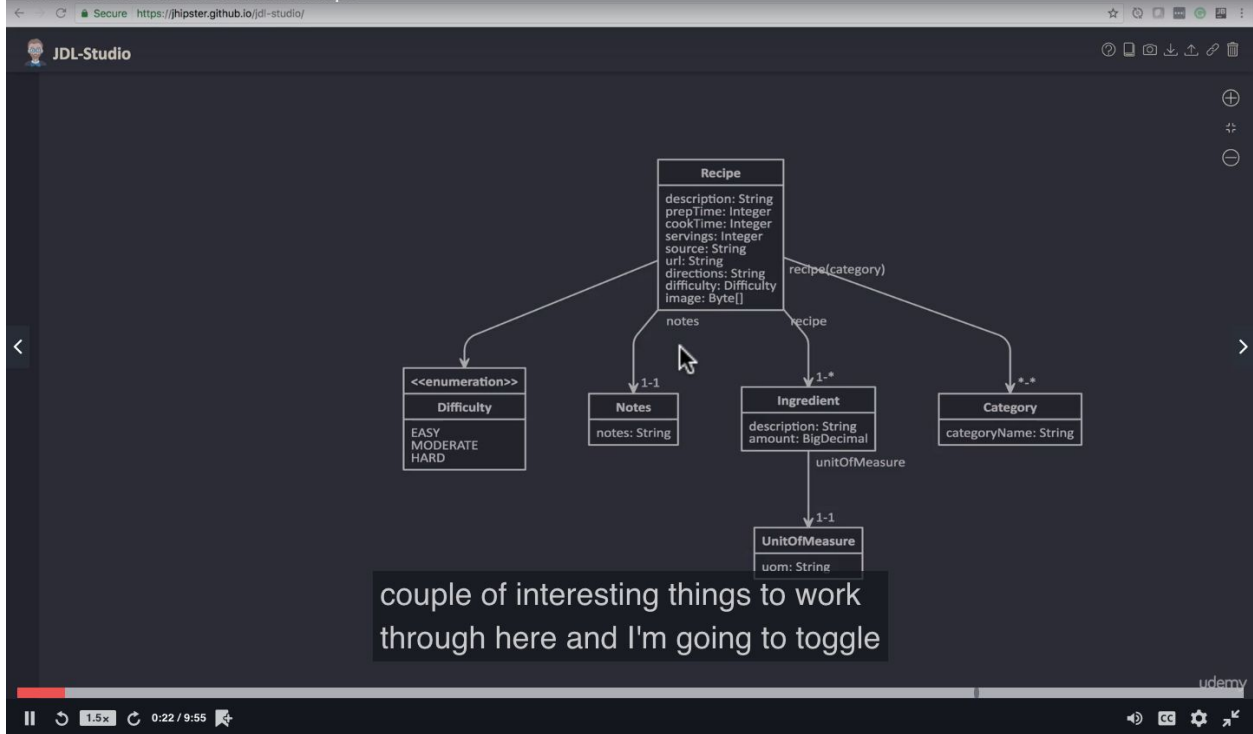 Secure https://jhipster.github.io/jdl-studio/
JDL-Studio
Recipe
description: String
prepTime: Integer
cookTime: Integer
servings: Integer
source: String
url: String
directions: String
difficulty: Difficulty
image: Byte[]
recipe(category)
notes
recipe
1-1
1-*
*-*
<<enumeration>>
Difficulty
EASY
MODERATE
HARD
Notes
notes: String
Ingredient
description: String
amount: BigDecimal
Category
categoryName: String
unitOfMeasure
1-1
UnitOfMeasure
uom: String
couple of interesting things to work
through here and I'm going to toggle
udemy
1.5x 0:22 / 9:55
CC